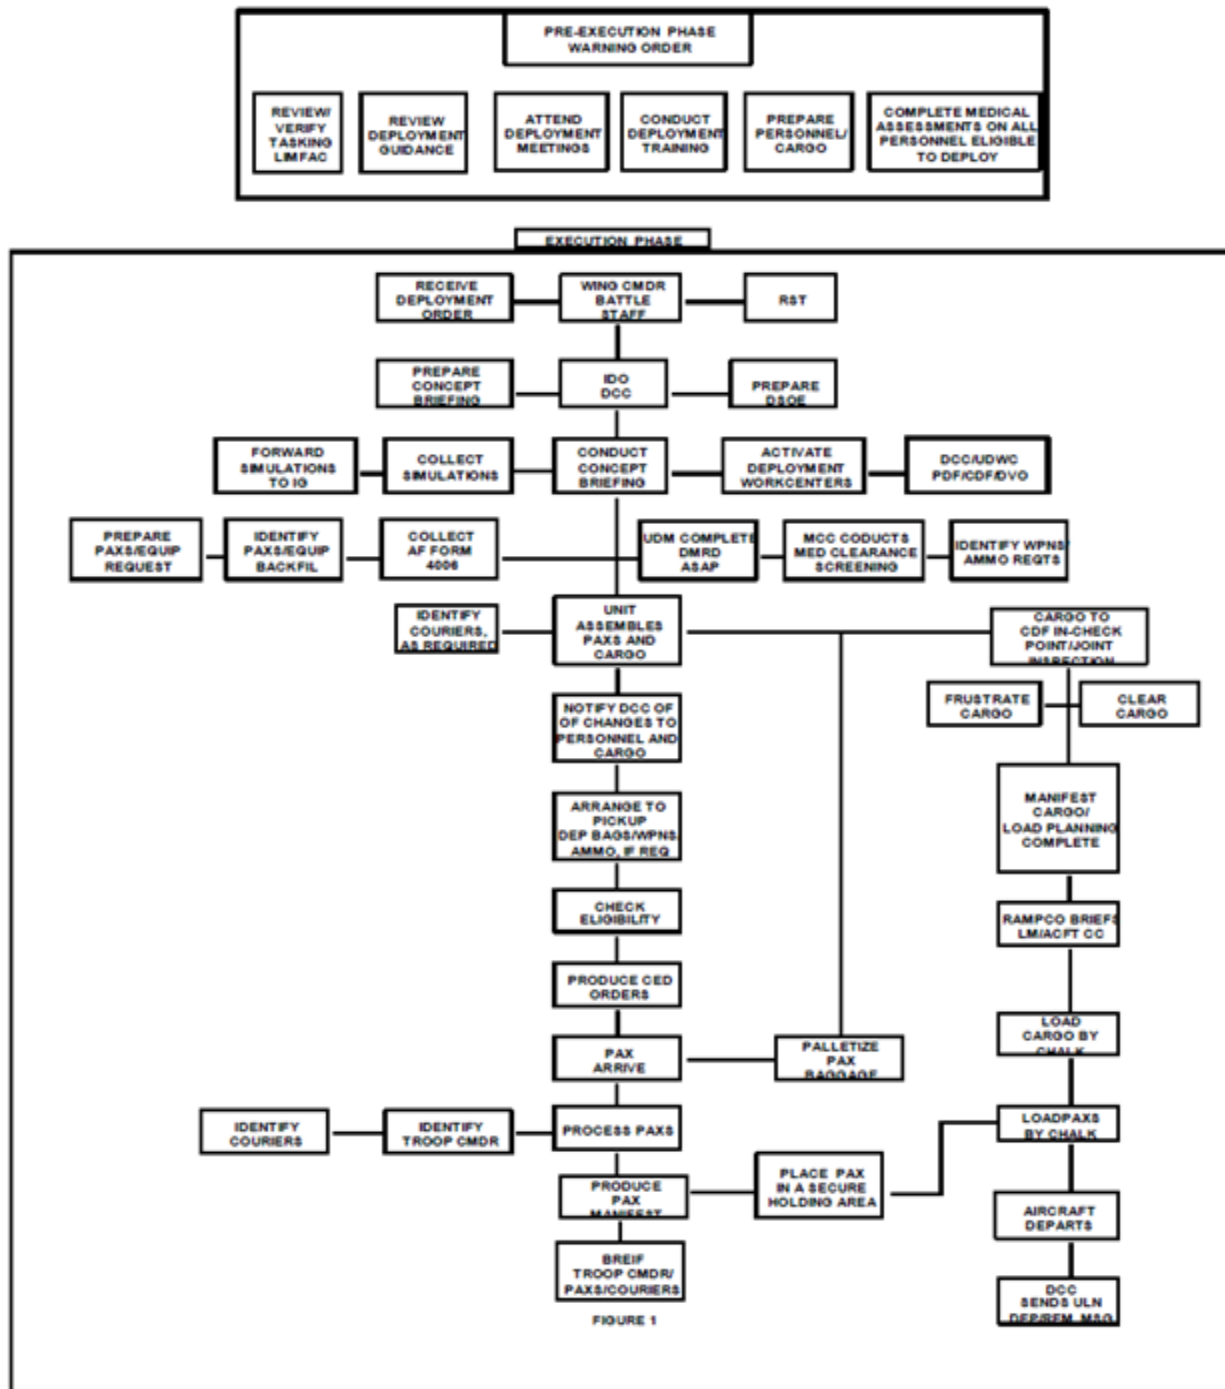 PRE-EXECUTION PHASE
WARNING ORDER
REVIEW/
VERIFY
TASKING
LIMFAC
REVIEW
DEPLOYMENT
GUIDANCE
ATTEND
DEPLOYMENT
MEETINGS
CONDUCT
DEPLOYMENT
TRAINING
PREPARE
PERSONNEL/
CARGO
COMPLETE MEDICAL
ASSESSMENTS ON ALL
PERSONNEL ELIGIBLE
TO DEPLOY
EXECUTION PHASE
RECEIVE
DEPLOYMENT
ORDER
WING CMDR
BATTLE
STAFF
RST
PREPARE
CONCEPT
BRIEFING
IDO
DCC
PREPARE
DSOE
FORWARD
SIMULATIONS
TO IG
COLLECT
SIMULATIONS
CONDUCT
CONCEPT
BRIEFING
ACTIVATE
DEPLOYMENT
WORKCENTERS
DCC/UDWC
PDF/CDF/DVO
PREPARE
PAXS/EQUIP
REQUEST
IDENTIFY
PAXS/EQUIP
BACKFIL
COLLECT
AF FORM
4006
UDM COMPLETE
DMRD
ASAP
MCC CODUCTS
MED CLEARANCE
SCREENING
IDENTIFY WPNS/
AMMO REQTS
IDENTIFY
COURIERS,
AS REQUIRED
UNIT
ASSEMBLES
PAXS AND
CARGO
CARGO TO
CDF IN-CHECK
POINT/JOINT
INSPECTION
NOTIFY DCC OF
OF CHANGES TO
PERSONNEL AND
CARGO
FRUSTRATE
CARGO
CLEAR
CARGO
ARRANGE TO
PICKUP
DEP BAGS/WPNS
AMMO, IF REQ
MANIFEST
CARGO/
LOAD PLANNING
COMPLETE
CHECK
ELIGIBILITY
RAMPCO BRIEFS
LM/ACFT CC
PRODUCE CED
ORDERS
LOAD
CARGO BY
CHALK
PAX
ARRIVE
PALLETIZE
PAX
BAGGAGE
IDENTIFY
COURIERS
IDENTIFY
TROOP CMDR
PROCESS PAXS
LOADPAXS
BY CHALK
PRODUCE
PAX
MANIFEST
PLACE PAX
IN A SECURE
HOLDING AREA
AIRCRAFT
DEPARTS
BREIF
TROOP CMDR/
PAXS/COURIERS
DCC
SENDS ULN
DEP/REM. MSG
FIGURE 1